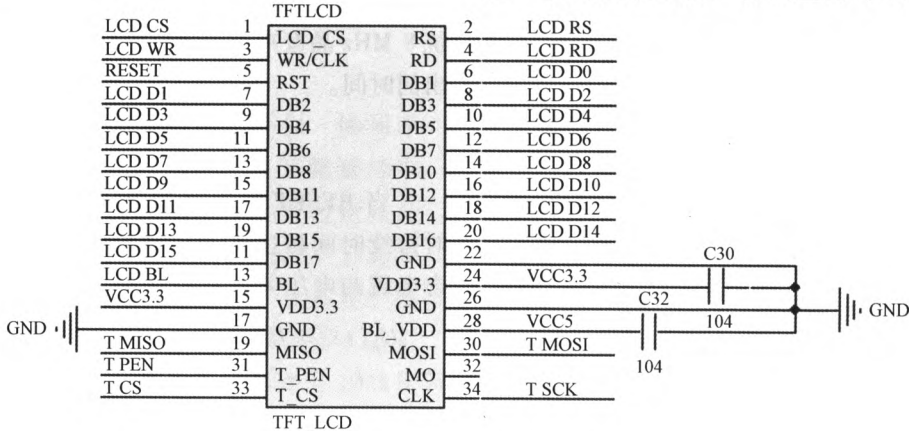 TFTLCD
LCD CS 1 LCD_CS RS 2 LCD RS
LCD WR 3 WR/CLK RD 4 LCD RD
RESET 5 RST DB1 6 LCD D0
LCD D1 7 DB2 DB3 8 LCD D2
LCD D3 9 DB4 DB5 10 LCD D4
LCD D5 11 DB6 DB7 12 LCD D6
LCD D7 13 DB8 DB10 14 LCD D8
LCD D9 15 DB11 DB12 16 LCD D10
LCD D11 17 DB13 DB14 18 LCD D12
LCD D13 19 DB15 DB16 20 LCD D14
LCD D15 11 DB17 GND 22
LCD BL 13 BL VDD3.3 24 VCC3.3 C30
VCC3.3 15 VDD3.3 GND 26 C32 104 GND
GND 17 GND BL_VDD 28 VCC5 104
T MISO 19 MISO MOSI 30 T MOSI
T PEN 31 T_PEN MO 32
T CS 33 T_CS CLK 34 T SCK
TFT_LCD